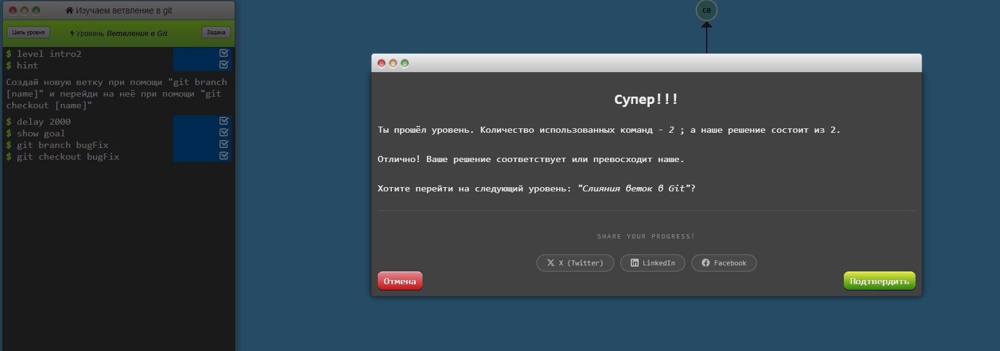 Изучаем ветвление в git
Цель уровня
Уровень Ветвление в Git
Задача
$ level intro2
$ hint
Создай новую ветку при помощи "git branch
[name]" и перейди на неё при помощи "git
checkout [name]"
$ delay 2000
$ show goal
$ git branch bugFix
$ git checkout bugFix
C0
Супер!!!
Ты прошёл уровень. Количество использованных команд - 2 ; а наше решение состоит из 2.
Отлично! Ваше решение соответствует или превосходит наше.
Хотите перейти на следующий уровень: "Слияния веток в Git"?
SHARE YOUR PROGRESS!
X (Twitter)
LinkedIn
Facebook
Отмена
Подтвердить